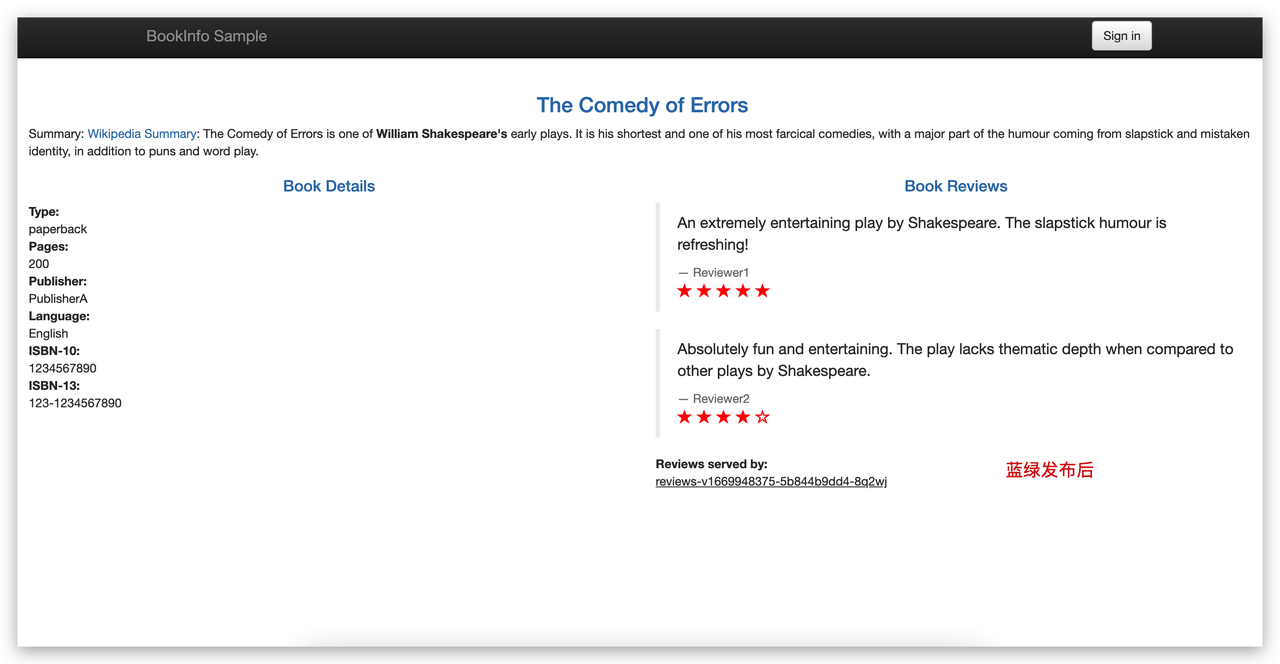 BookInfo Sample
Sign in
The Comedy of Errors
Summary: Wikipedia Summary: The Comedy of Errors is one of William Shakespeare's early plays. It is his shortest and one of his most farcical comedies, with a major part of the humour coming from slapstick and mistaken
identity, in addition to puns and word play.
Book Details
Type:
paperback
Pages:
200
Publisher:
PublisherA
Language:
English
ISBN-10:
1234567890
ISBN-13:
123-1234567890
Book Reviews
An extremely entertaining play by Shakespeare. The slapstick humour is
refreshing!
— Reviewer1
★★★★★
Absolutely fun and entertaining. The play lacks thematic depth when compared to
other plays by Shakespeare.
— Reviewer2
★★★★☆
Reviews served by:
reviews-v1669948375-5b844b9dd4-8q2wj
蓝绿发布后